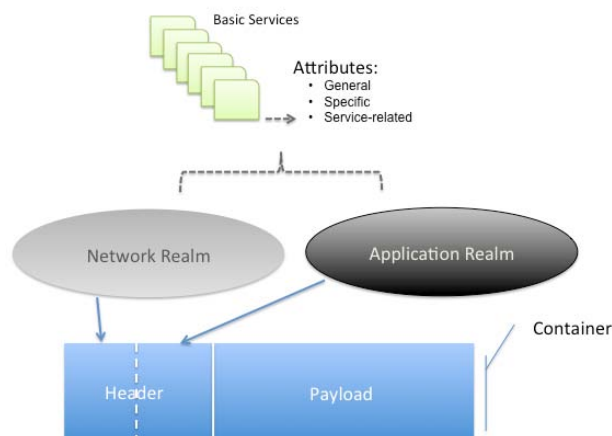 Basic Services
Attributes:
• General
• Specific
• Service-related
Network Realm
Application Realm
Container
Header
Payload